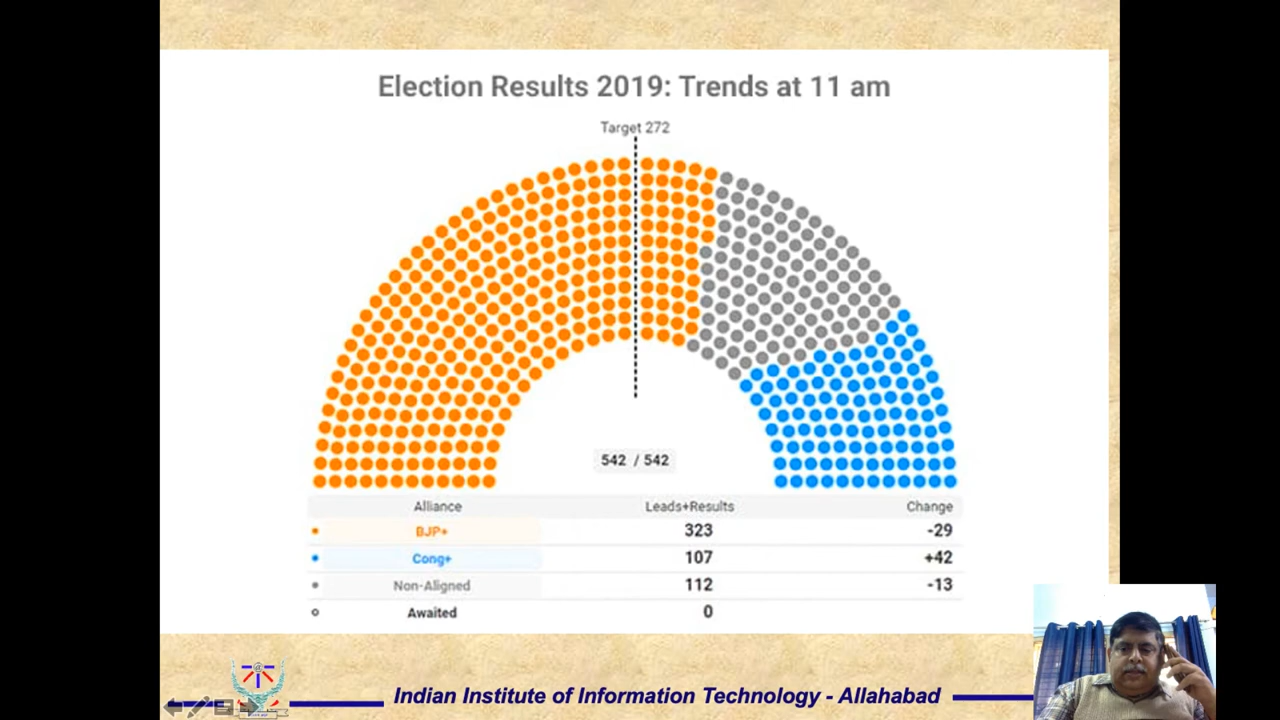 Election Results 2019: Trends at 11 am
Target 272
542 / 542
Alliance Leads+Results Change
BJP+ 323 -29
Cong+ 107 +42
Non-Aligned 112 -13
Awaited 0
Indian Institute of Information Technology - Allahabad